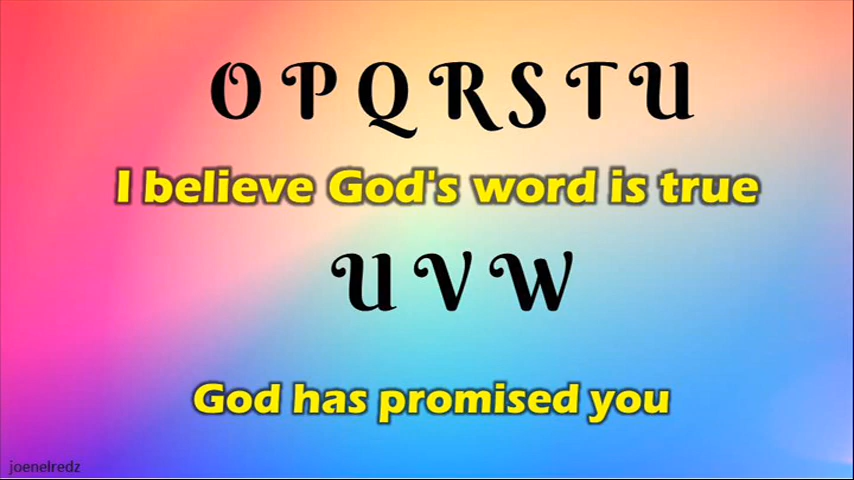 O P Q R S T U
I believe God's word is true
U V W
God has promised you
joenelredz